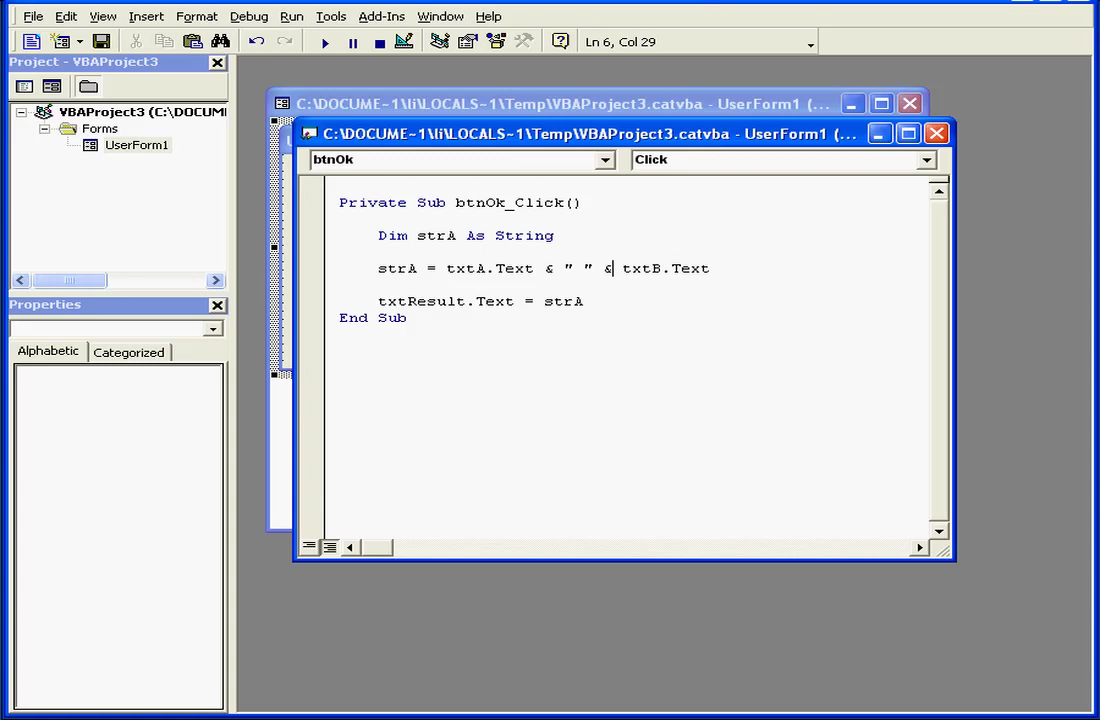 File Edit View Insert Format Debug Run Tools Add-Ins Window Help
Ln 6, Col 29
Project - VBAProject3
VBAProject3 (C:\DOCUMI
Forms
UserForm1
Properties
Alphabetic Categorized
C:\DOCUME~1\li\LOCALS~1\Temp\VBAProject3.catvba - UserForm1 (...
C:\DOCUME~1\li\LOCALS~1\Temp\VBAProject3.catvba - UserForm1 (...
btnOk Click
Private Sub btnOk_Click()
Dim strA As String
strA = txtA.Text & " " & txtB.Text
txtResult.Text = strA
End Sub